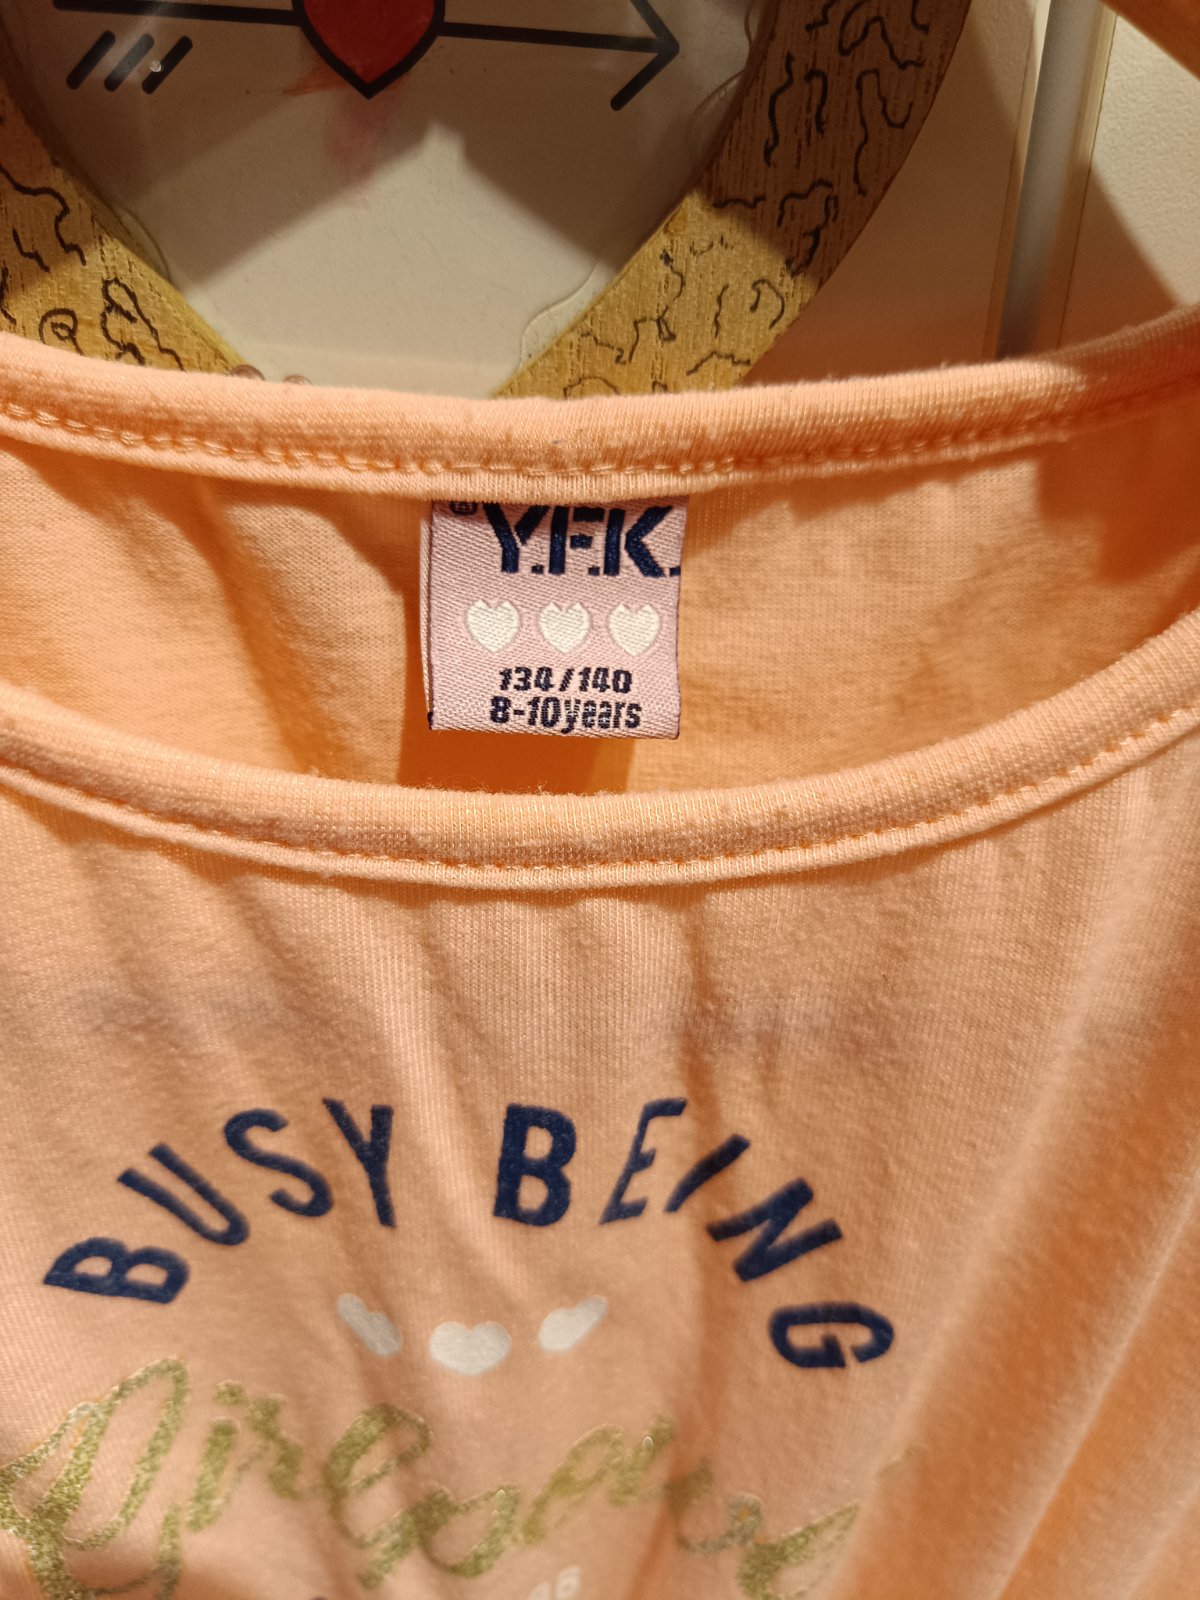 ® Y.F.K.
134/140
8-10years
BUSY BEING